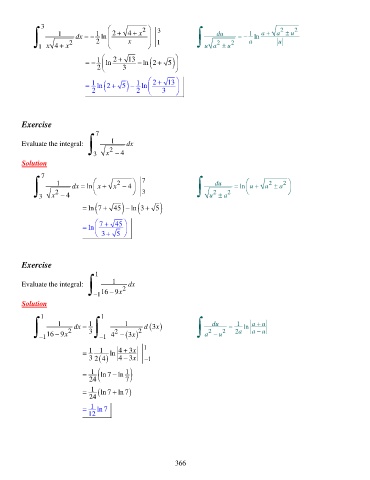 ∫₁³ 1/(x√(4+x²)) dx = −1/2 ln( (2+√(4+x²))/x ) |₁³    ∫ du/(u√(a²±u²)) = −1/a ln (a+√(a²±u²))/|u|
= −1/2 ( ln (2+√13)/3 − ln(2+√5) )
= 1/2 ln(2+√5) − 1/2 ln( (2+√13)/3 )
Exercise
Evaluate the integral: ∫₃⁷ 1/√(x²−4) dx
Solution
∫₃⁷ 1/√(x²−4) dx = ln( x+√(x²−4) ) |₃⁷    ∫ du/√(u²±a²) = ln( u+√(u²±a²) )
= ln(7+√45) − ln(3+√5)
= ln( (7+√45)/(3+√5) )
Exercise
Evaluate the integral: ∫₋₁¹ 1/(16−9x²) dx
Solution
∫₋₁¹ 1/(16−9x²) dx = 1/3 ∫₋₁¹ 1/(4²−(3x)²) d(3x)    ∫ du/(a²−u²) = 1/2a ln |(u+a)/(u−a)|
= 1/3 1/2(4) ln |(4+3x)/(4−3x)| |₋₁¹
= 1/24 (ln 7 − ln 1/7)
= 1/24 (ln 7 + ln 7)
= 1/12 ln 7
366